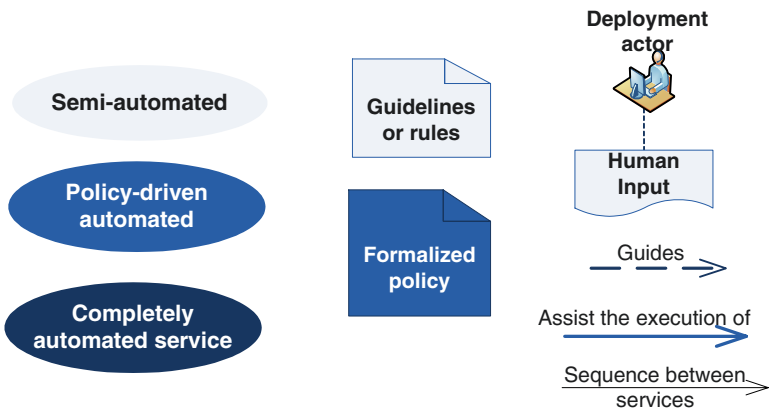 Semi-automated
Policy-driven
automated
Completely
automated service
Guidelines
or rules
Formalized
policy
Deployment
actor
Human
Input
Guides
Assist the execution of
Sequence between
services